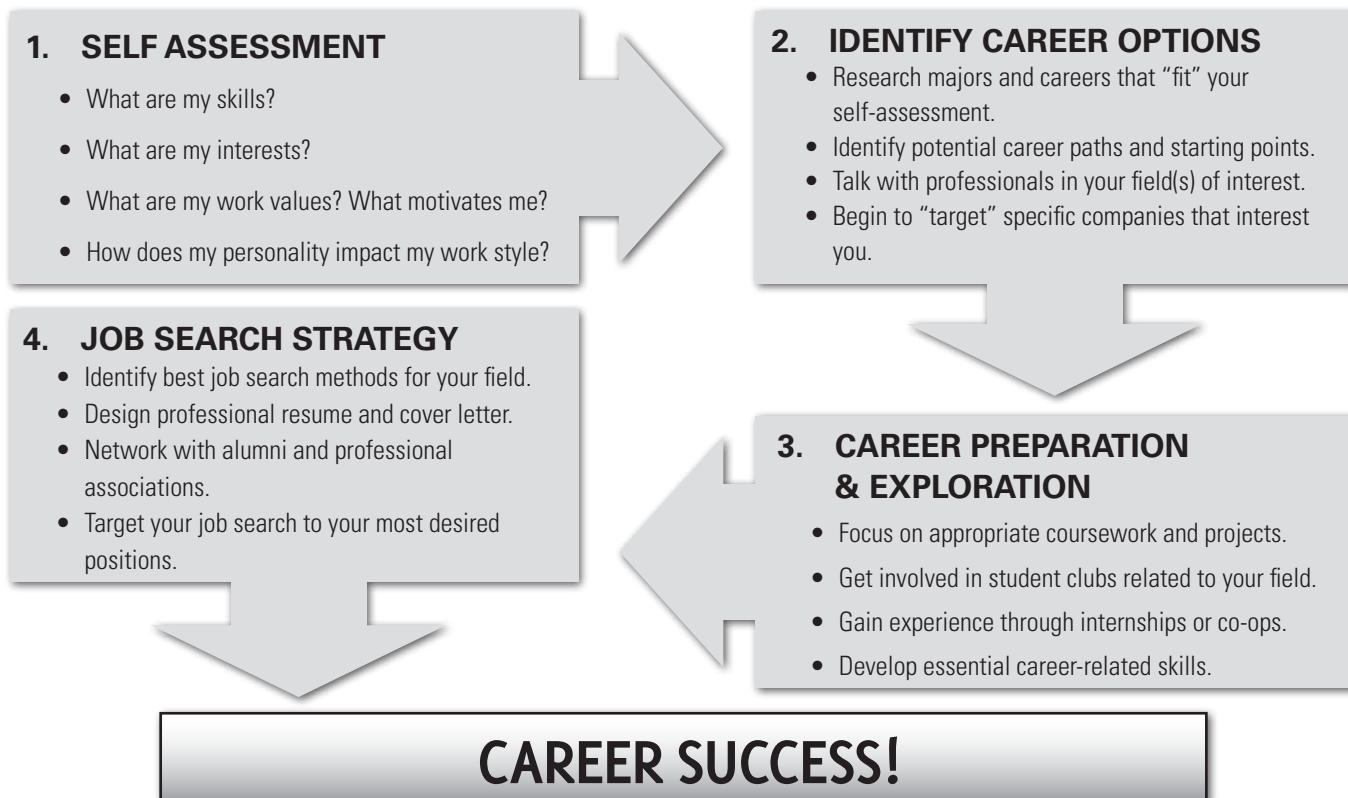 1. SELF ASSESSMENT
• What are my skills?
• What are my interests?
• What are my work values? What motivates me?
• How does my personality impact my work style?
2. IDENTIFY CAREER OPTIONS
• Research majors and careers that “fit” your
self-assessment.
• Identify potential career paths and starting points.
• Talk with professionals in your field(s) of interest.
• Begin to “target” specific companies that interest
you.
3. CAREER PREPARATION
& EXPLORATION
• Focus on appropriate coursework and projects.
• Get involved in student clubs related to your field.
• Gain experience through internships or co-ops.
• Develop essential career-related skills.
4. JOB SEARCH STRATEGY
• Identify best job search methods for your field.
• Design professional resume and cover letter.
• Network with alumni and professional
associations.
• Target your job search to your most desired
positions.
CAREER SUCCESS!